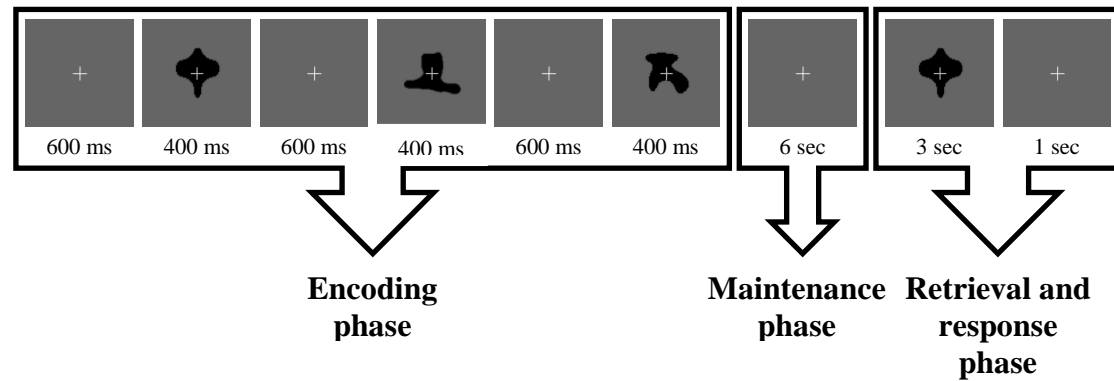 600 ms 400 ms 600 ms 400 ms 600 ms 400 ms 6 sec 3 sec 1 sec
Encoding
phase
Maintenance
phase
Retrieval and
response
phase